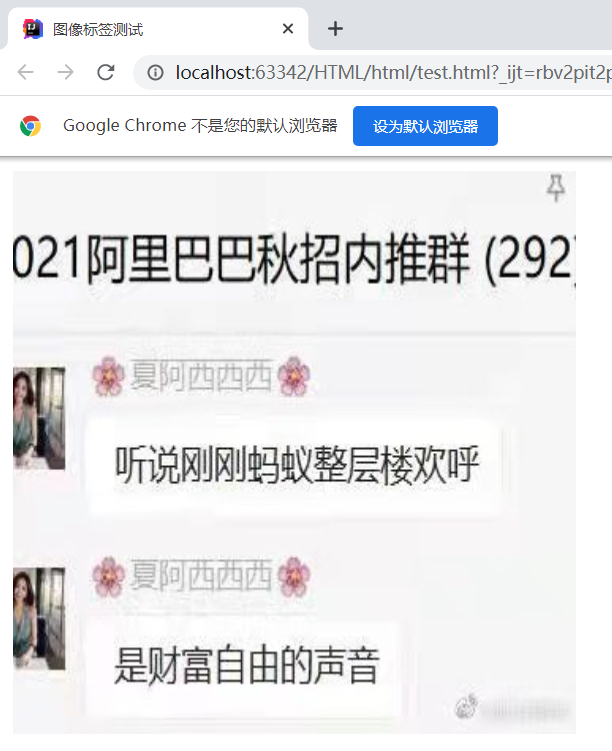 图像标签测试
localhost:63342/HTML/html/test.html?_ijt=rbv2pit2p
Google Chrome 不是您的默认浏览器
设为默认浏览器
021阿里巴巴秋招内推群 (292)
夏阿西西西
听说刚刚蚂蚁整层楼欢呼
夏阿西西西
是财富自由的声音